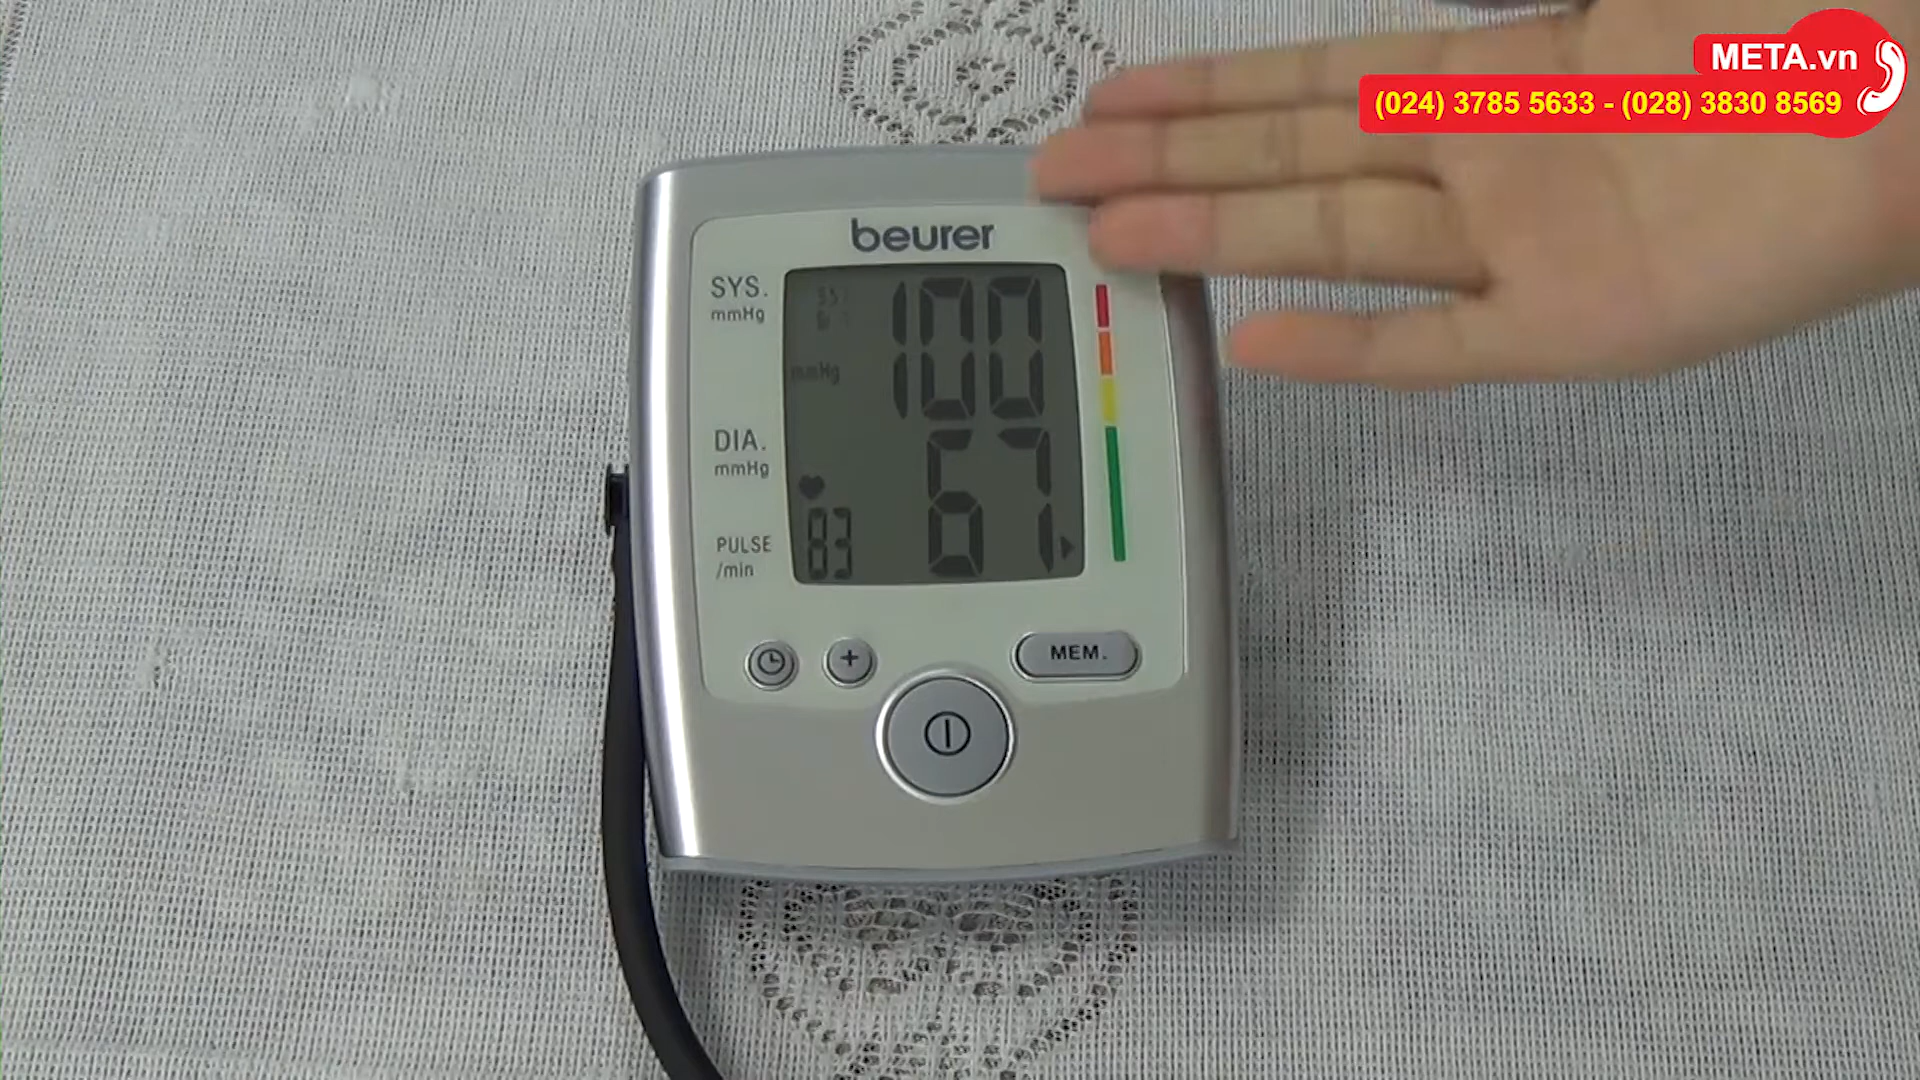 META.vn
(024) 3785 5633 - (028) 3830 8569
beurer
SYS.
mmHg
100
mmHg
DIA.
mmHg
67
PULSE
/min
83
+
MEM.